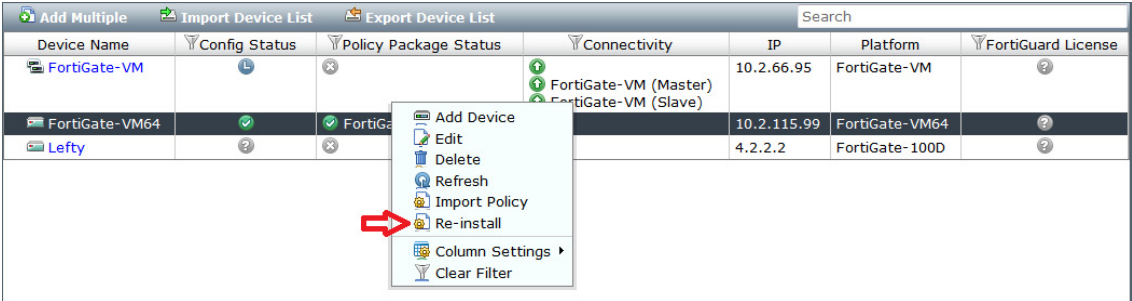 Add Multiple Import Device List Export Device List Search
Device Name Config Status Policy Package Status Connectivity IP Platform FortiGuard License
FortiGate-VM 10.2.66.95 FortiGate-VM
FortiGate-VM (Master)
FortiGate-VM (Slave)
FortiGate-VM64 FortiGa 10.2.115.99 FortiGate-VM64
Lefty 4.2.2.2 FortiGate-100D
Add Device
Edit
Delete
Refresh
Import Policy
Re-install
Column Settings
Clear Filter